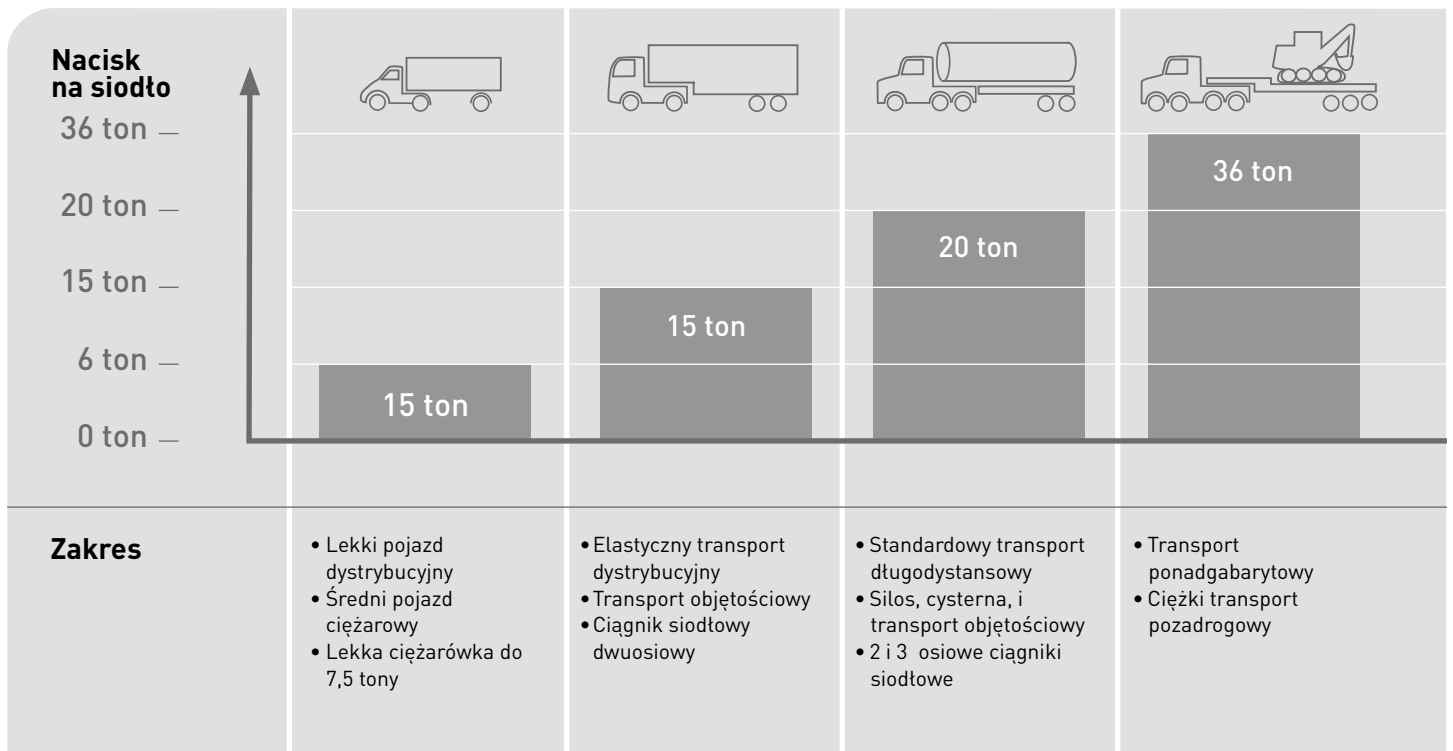 Nacisk
na siodło
36 ton
20 ton
15 ton
6 ton
0 ton
15 ton
15 ton
20 ton
36 ton
Zakres
• Lekki pojazd
dystrybucyjny
• Średni pojazd
ciężarowy
• Lekka ciężarówka do
7,5 tony
• Elastyczny transport
dystrybucyjny
• Transport objętościowy
• Ciągnik siodłowy
dwuosiowy
• Standardowy transport
długodystansowy
• Silos, cysterna, i
transport objętościowy
• 2 i 3 osiowe ciągniki
siodłowe
• Transport
ponadgabarytowy
• Ciężki transport
pozadrogowy